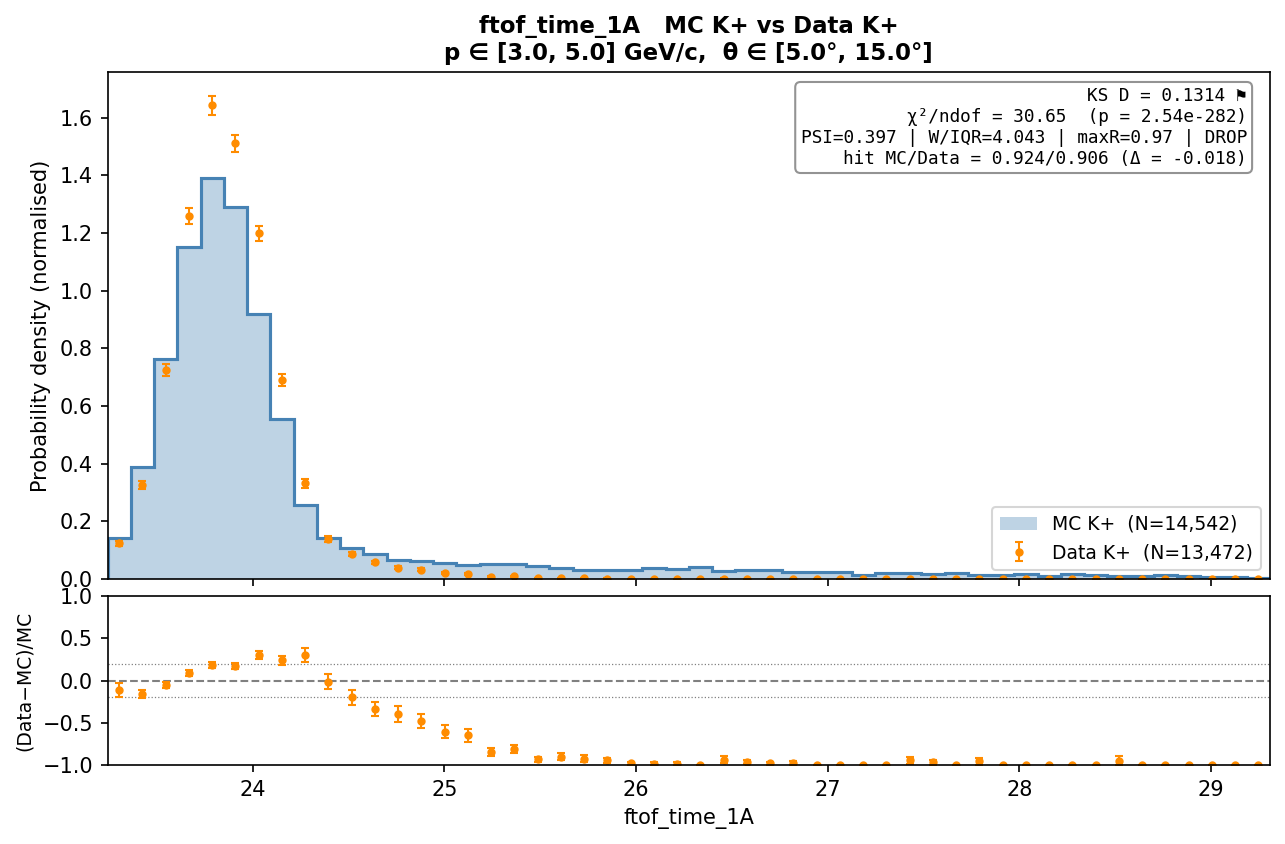 ftof_time_1A   MC K+ vs Data K+
p ∈ [3.0, 5.0] GeV/c,  θ ∈ [5.0°, 15.0°]
KS D = 0.1314 ⚑
χ²/ndof = 30.65  (p = 2.54e-282)
PSI=0.397 | W/IQR=4.043 | maxR=0.97 | DROP
hit MC/Data = 0.924/0.906 (Δ = -0.018)
Probability density (normalised)
1.6
1.4
1.2
1.0
0.8
0.6
0.4
0.2
0.0
MC K+  (N=14,542)
Data K+  (N=13,472)
(Data−MC)/MC
1.0
0.5
0.0
−0.5
−1.0
24 25 26 27 28 29
ftof_time_1A